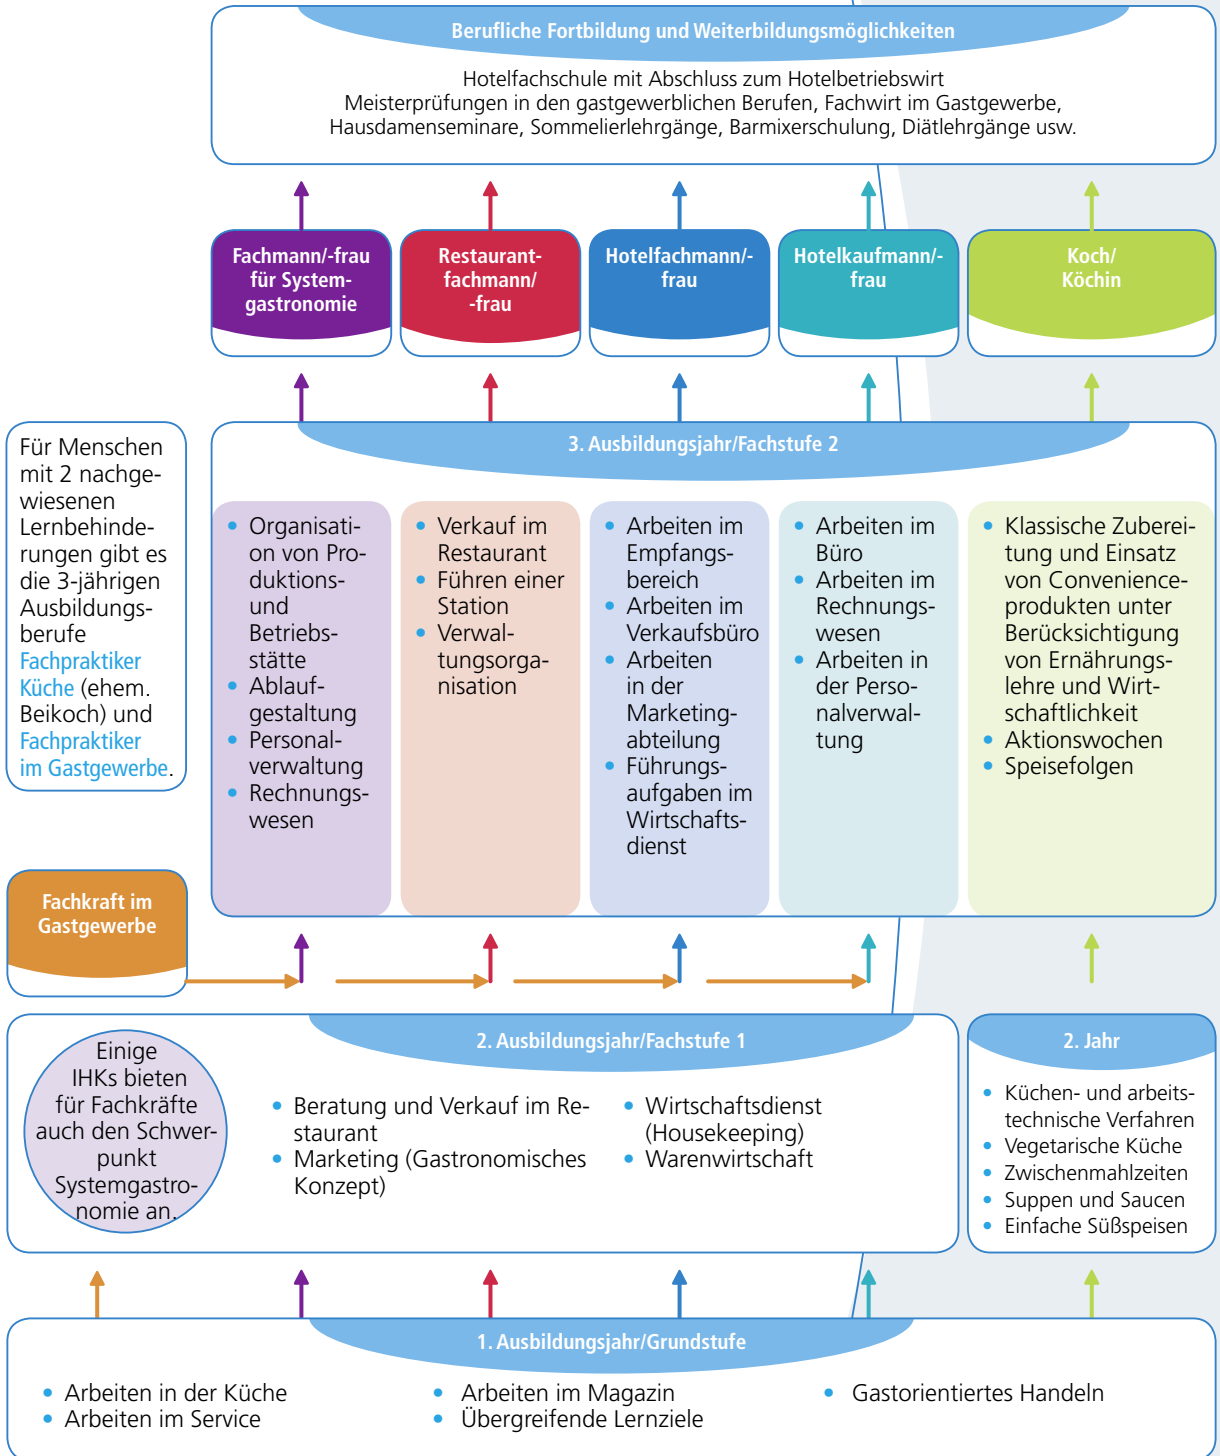 Berufliche Fortbildung und Weiterbildungsmöglichkeiten
Hotelfachschule mit Abschluss zum Hotelbetriebswirt
Meisterprüfungen in den gastgewerblichen Berufen, Fachwirt im Gastgewerbe,
Hausdamenseminare, Sommelierlehrgänge, Barmixerschulung, Diätlehrgänge usw.
Fachmann/-frau
für System-
gastronomie
Restaurant-
fachmann/
-frau
Hotelfachmann/-
frau
Hotelkaufmann/-
frau
Koch/
Köchin
Für Menschen
mit 2 nachge-
wiesenen
Lernbehinde-
rungen gibt es
die 3-jährigen
Ausbildungs-
berufe
Fachpraktiker
Küche (ehem.
Beikoch) und
Fachpraktiker
im Gastgewerbe.
3. Ausbildungsjahr/Fachstufe 2
• Organisati-
on von Pro-
duktions-
und
Betriebs-
stätte
• Ablauf-
gestaltung
• Personal-
verwaltung
• Rechnungs-
wesen
• Verkauf im
Restaurant
• Führen einer
Station
• Verwal-
tungsorga-
nisation
• Arbeiten im
Empfangs-
bereich
• Arbeiten im
Verkaufsbüro
• Arbeiten
in der
Marketing-
abteilung
• Führungs-
aufgaben im
Wirtschafts-
dienst
• Arbeiten im
Büro
• Arbeiten im
Rechnungs-
wesen
• Arbeiten in
der Perso-
nalverwal-
tung
• Klassische Zuberei-
tung und Einsatz
von Convenience-
produkten unter
Berücksichtigung
von Ernährungs-
lehre und Wirt-
schaftlichkeit
• Aktionswochen
• Speisefolgen
Fachkraft im
Gastgewerbe
2. Ausbildungsjahr/Fachstufe 1
Einige
IHKs bieten
für Fachkräfte
auch den Schwer-
punkt
Systemgastro-
nomie an.
• Beratung und Verkauf im Re-
staurant
• Marketing (Gastronomisches
Konzept)
• Wirtschaftsdienst
(Housekeeping)
• Warenwirtschaft
2. Jahr
• Küchen- und arbeits-
technische Verfahren
• Vegetarische Küche
• Zwischenmahlzeiten
• Suppen und Saucen
• Einfache Süßspeisen
1. Ausbildungsjahr/Grundstufe
• Arbeiten in der Küche
• Arbeiten im Service
• Arbeiten im Magazin
• Übergreifende Lernziele
• Gastorientiertes Handeln